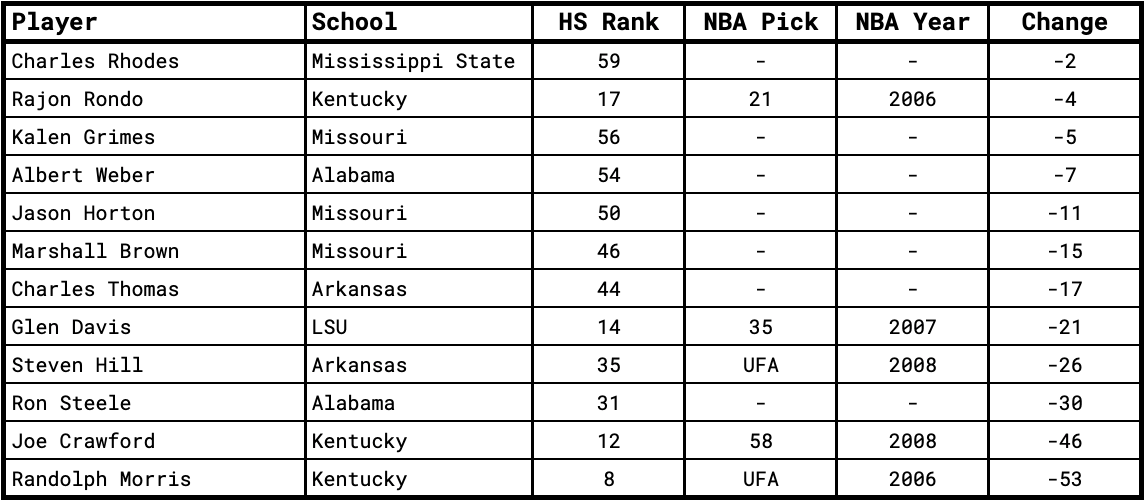 Player School HS Rank NBA Pick NBA Year Change
Charles Rhodes Mississippi State 59 - - -2
Rajon Rondo Kentucky 17 21 2006 -4
Kalen Grimes Missouri 56 - - -5
Albert Weber Alabama 54 - - -7
Jason Horton Missouri 50 - - -11
Marshall Brown Missouri 46 - - -15
Charles Thomas Arkansas 44 - - -17
Glen Davis LSU 14 35 2007 -21
Steven Hill Arkansas 35 UFA 2008 -26
Ron Steele Alabama 31 - - -30
Joe Crawford Kentucky 12 58 2008 -46
Randolph Morris Kentucky 8 UFA 2006 -53